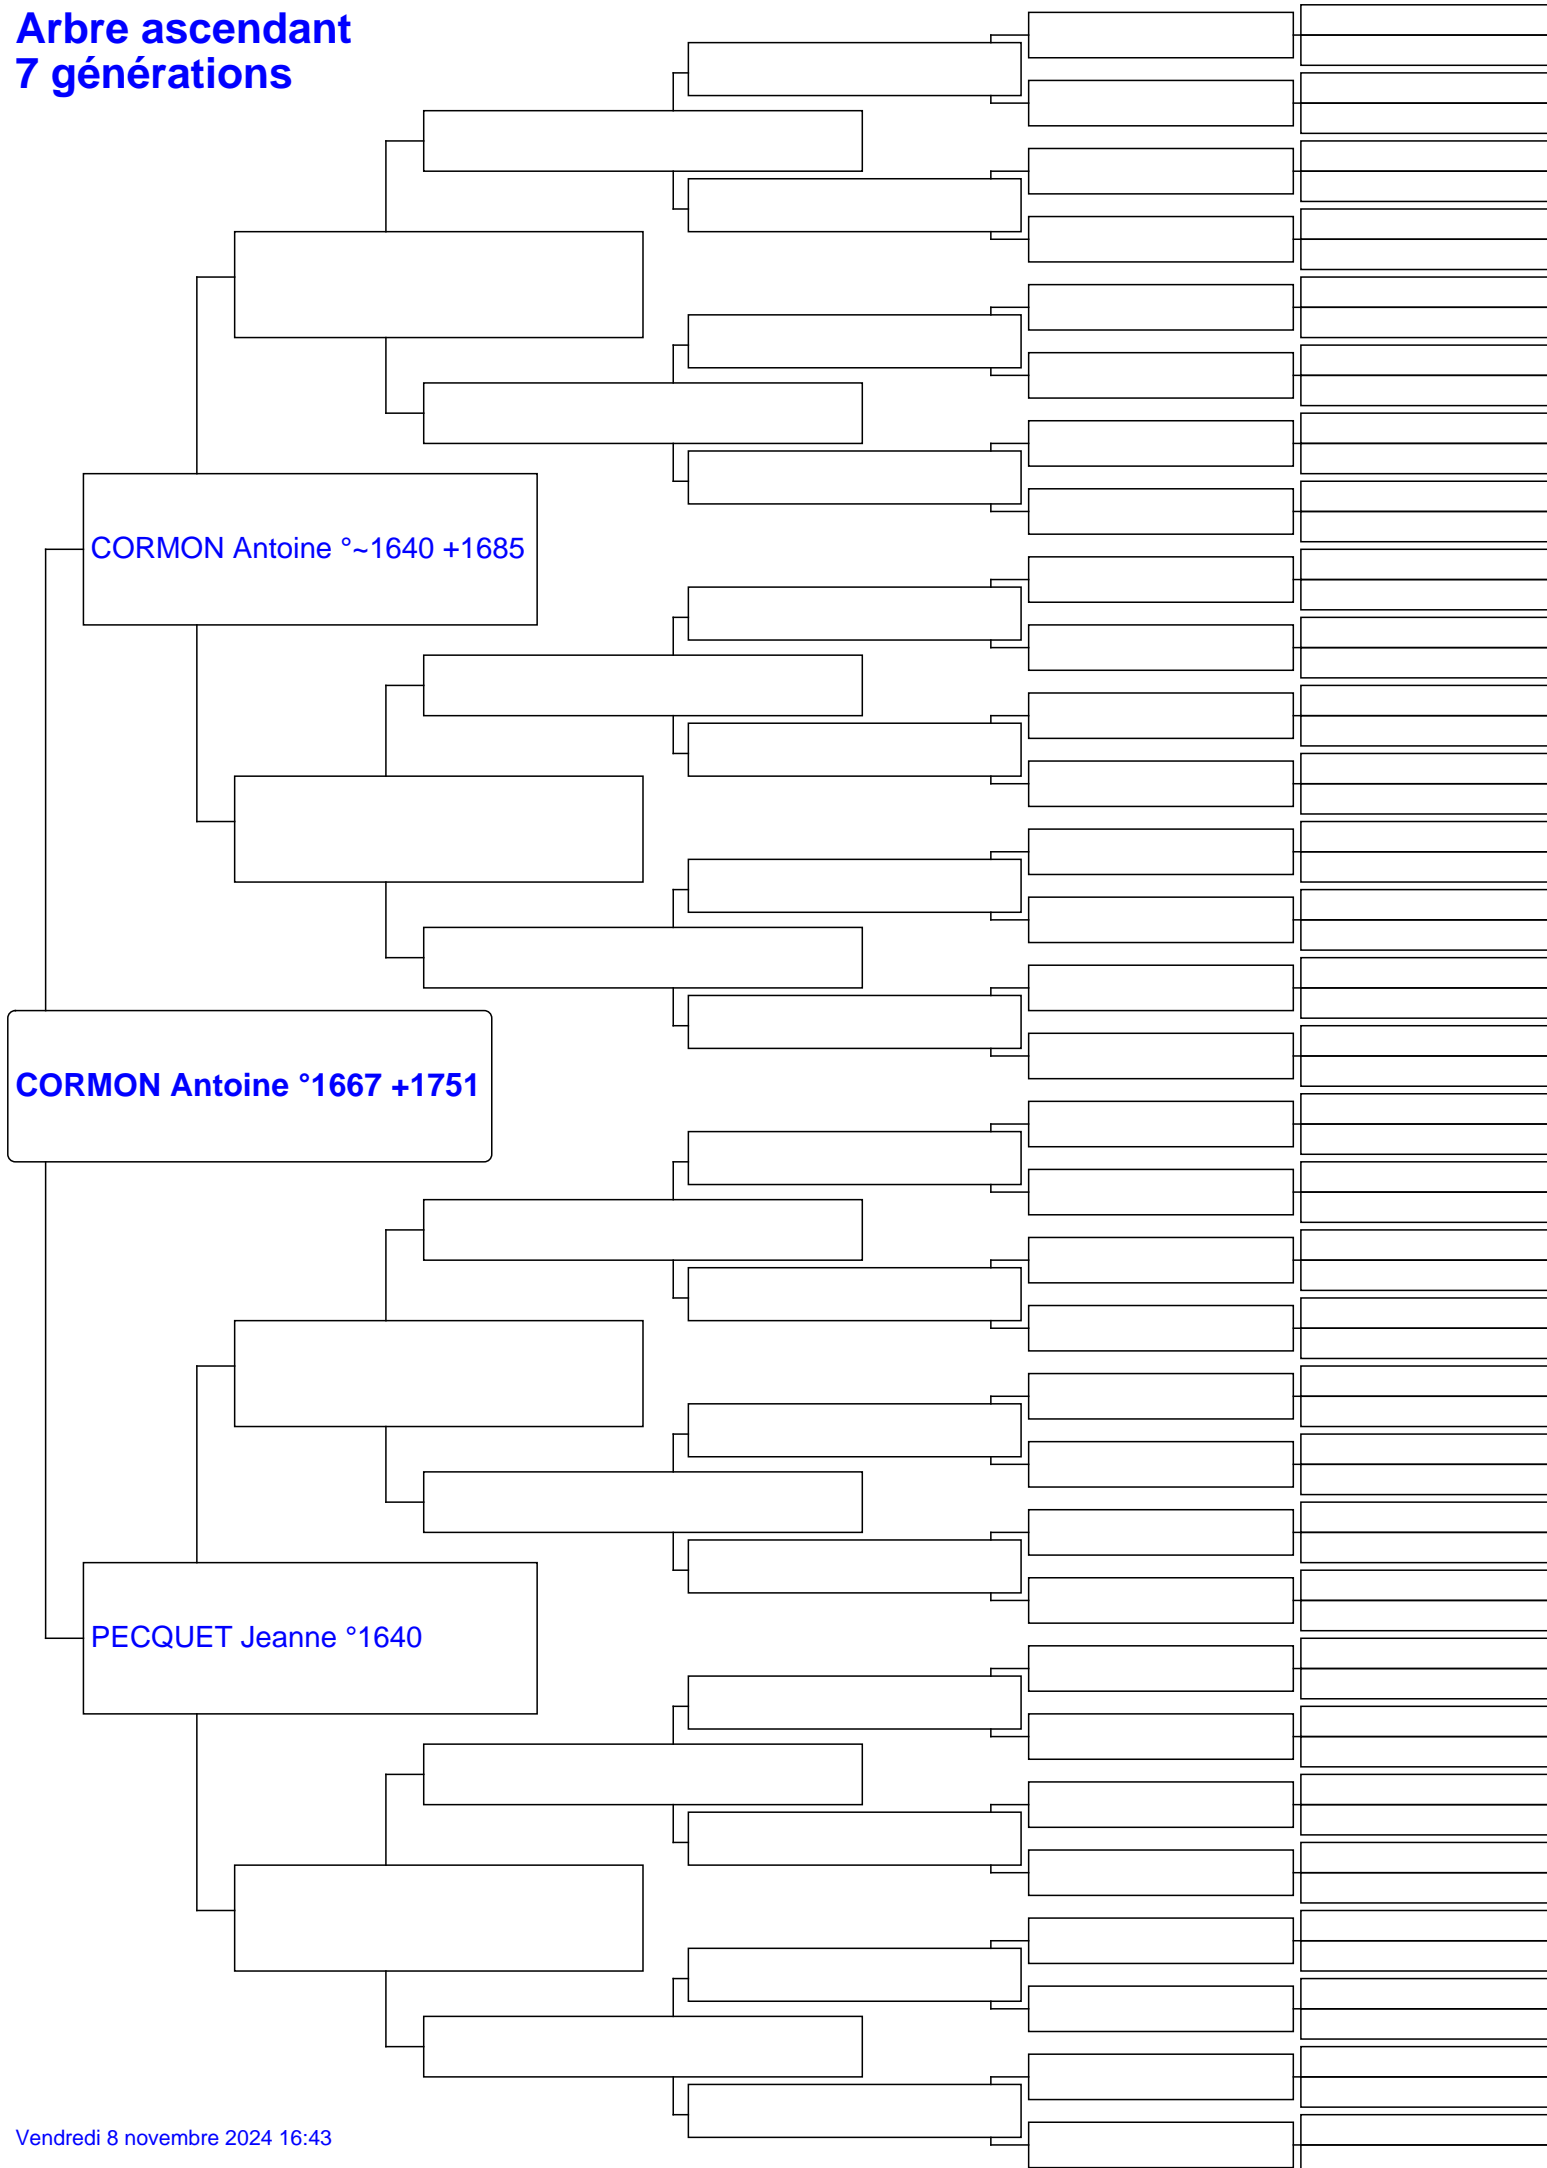 Arbre ascendant
7 générations
CORMON Antoine °~1640 +1685
CORMON Antoine °1667 +1751
PECQUET Jeanne °1640
Vendredi 8 novembre 2024 16:43